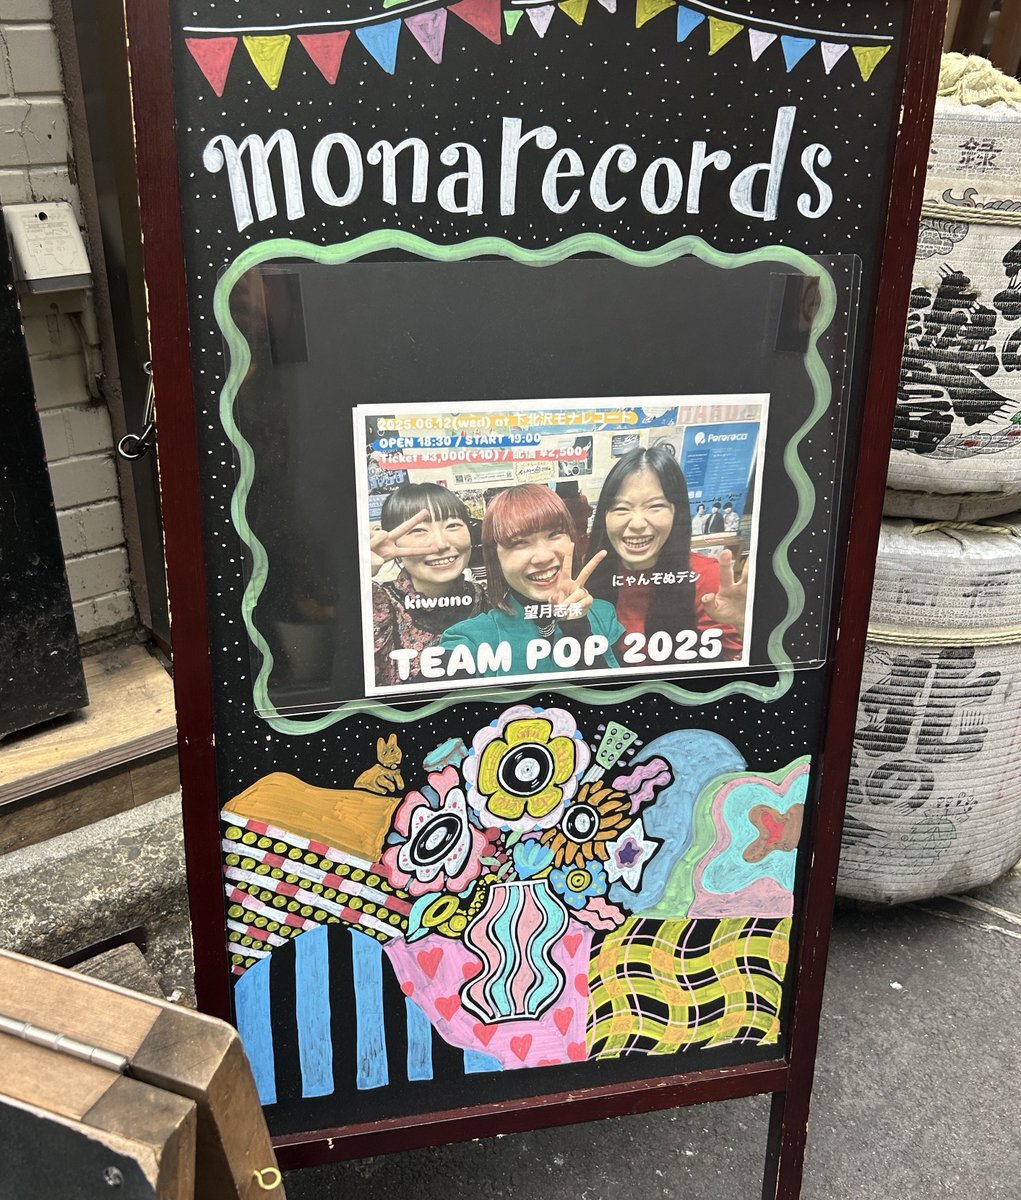 monarecords
2025.06.12(wed) at 下北沢モナレコード
OPEN 18:30 / START 19:00
Ticket ¥3,000(+1D) / 配信 ¥2,500
Pararaca
kiwano
望月志保
にゃんぞぬデシ
TEAM POP 2025